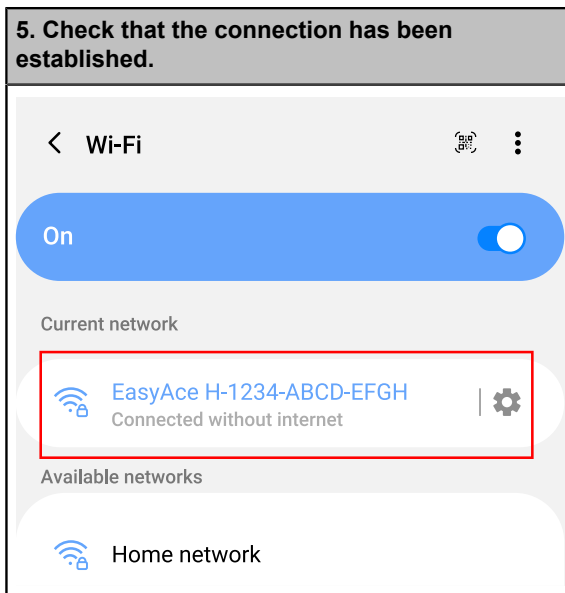 5. Check that the connection has been
established.
Wi-Fi
On
Current network
EasyAce H-1234-ABCD-EFGH
Connected without internet
Available networks
Home network